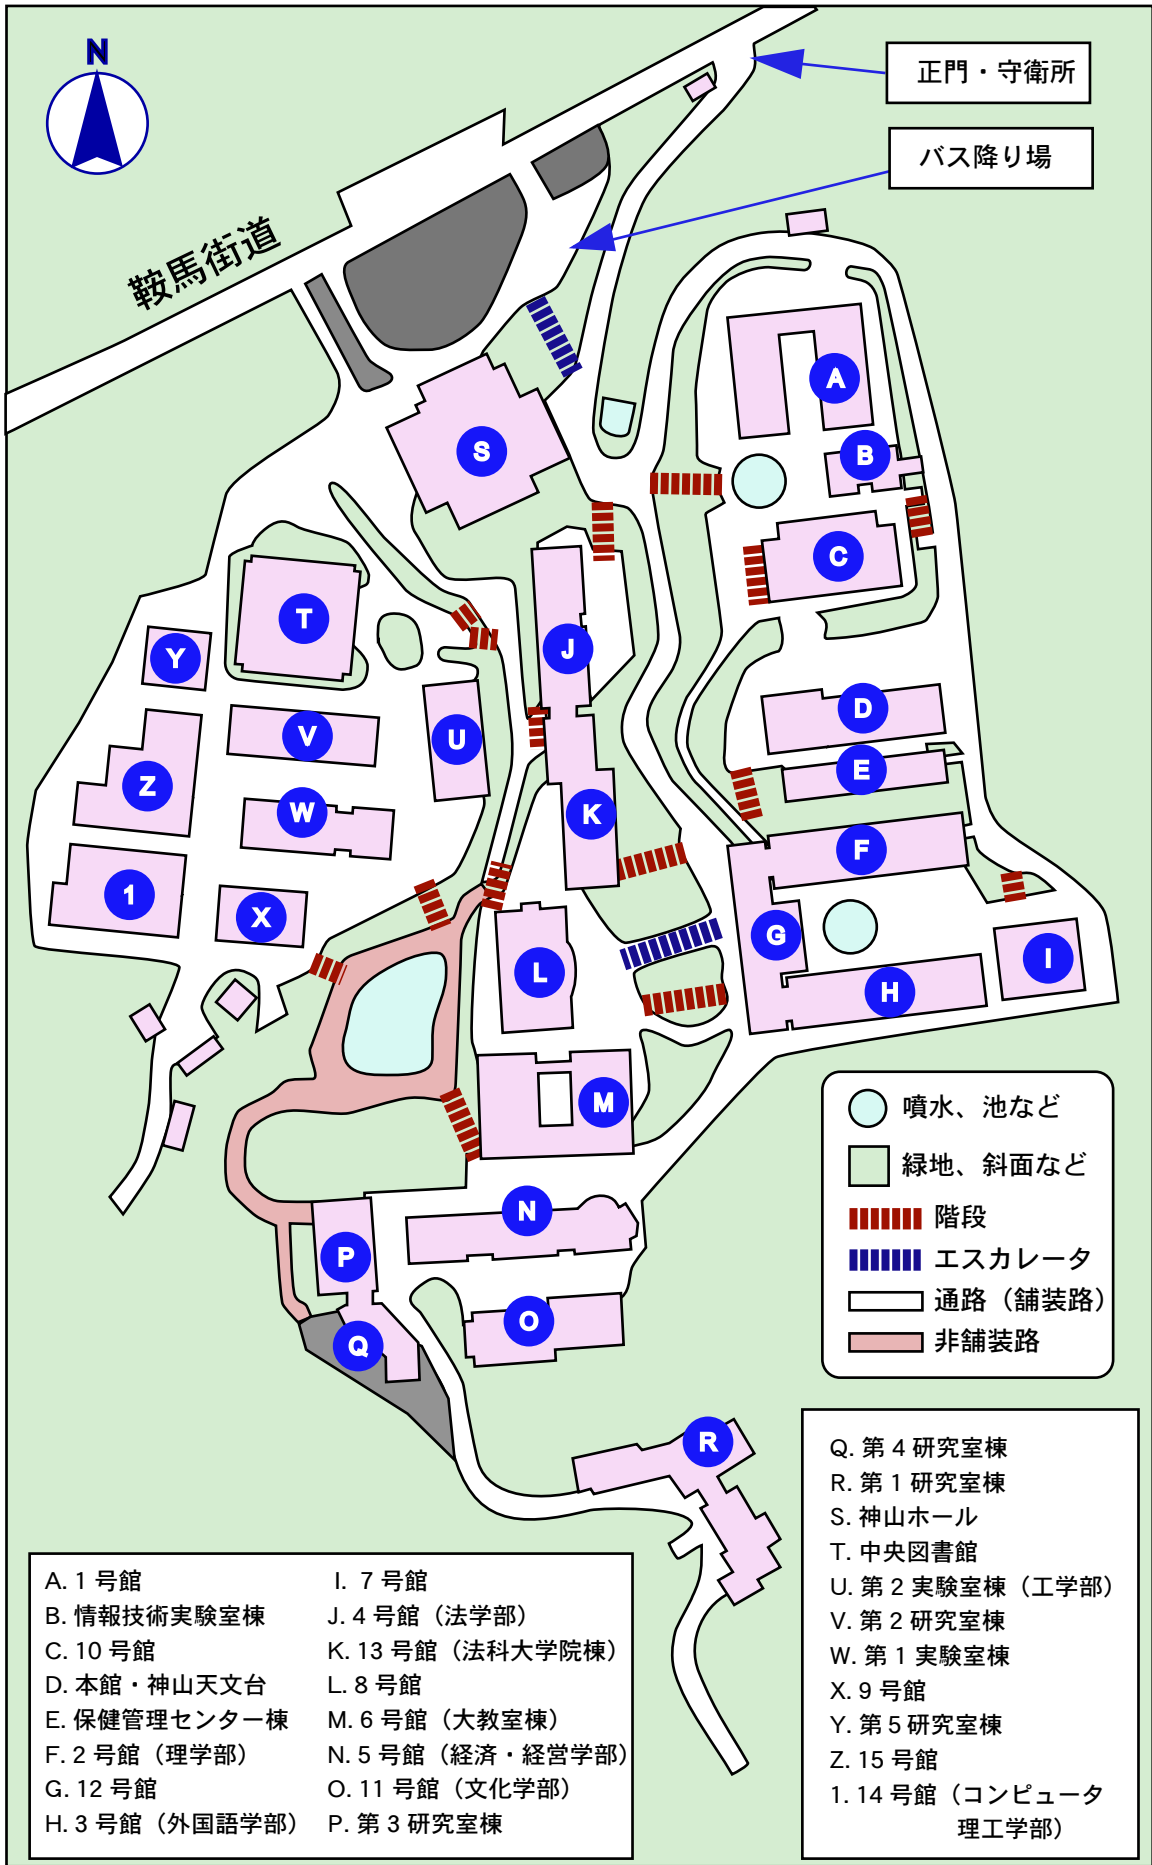 N
正門・守衛所
バス降り場
鞍馬街道
A
S
B
C
T
J
Y
D
V
U
E
Z
W
K
F
1
X
G
L
I
H
M
N
P
O
Q
R
噴水、池など
緑地、斜面など
階段
エスカレータ
通路（舗装路）
非舗装路
A. 1 号館
B. 情報技術実験室棟
C. 10 号館
D. 本館・神山天文台
E. 保健管理センター棟
F. 2 号館（理学部）
G. 12 号館
H. 3 号館（外国語学部）
I. 7 号館
J. 4 号館（法学部）
K. 13 号館（法科大学院棟）
L. 8 号館
M. 6 号館（大教室棟）
N. 5 号館（経済・経営学部）
O. 11 号館（文化学部）
P. 第 3 研究室棟
Q. 第 4 研究室棟
R. 第 1 研究室棟
S. 神山ホール
T. 中央図書館
U. 第 2 実験室棟（工学部）
V. 第 2 研究室棟
W. 第 1 実験室棟
X. 9 号館
Y. 第 5 研究室棟
Z. 15 号館
1. 14 号館（コンピュータ
理工学部）